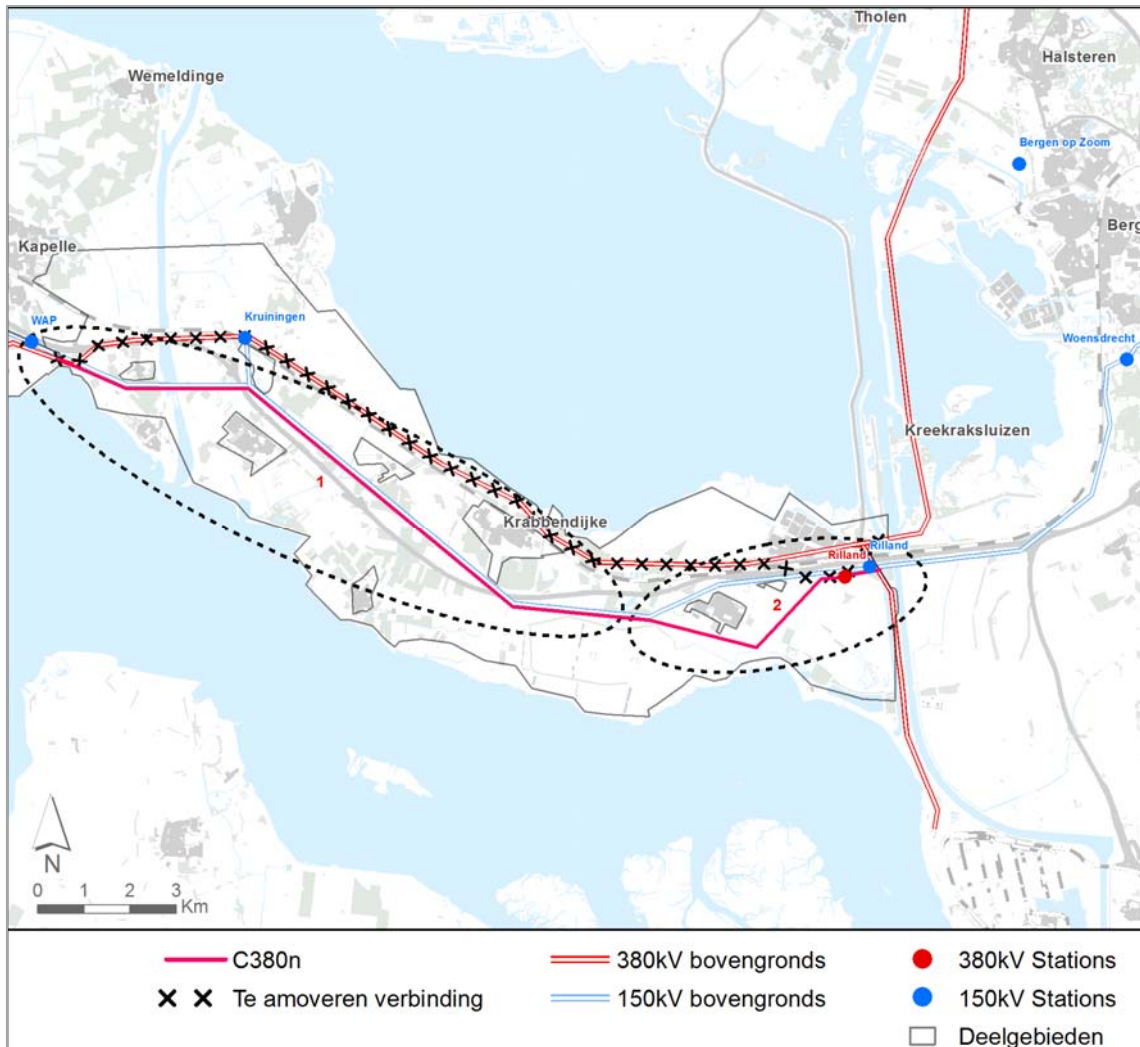 Tholen
Halsteren
Wemeldinge
Bergen op Zoom
Berg
Kapelle
WAP
Kruiningen
Woensdrecht
Kreekraksluizen
1
Krabbendijke
Rilland
Rilland
2
N
0 1 2 3
Km
C380n
380kV bovengronds
380kV Stations
Te amoveren verbinding
150kV bovengronds
150kV Stations
Deelgebieden